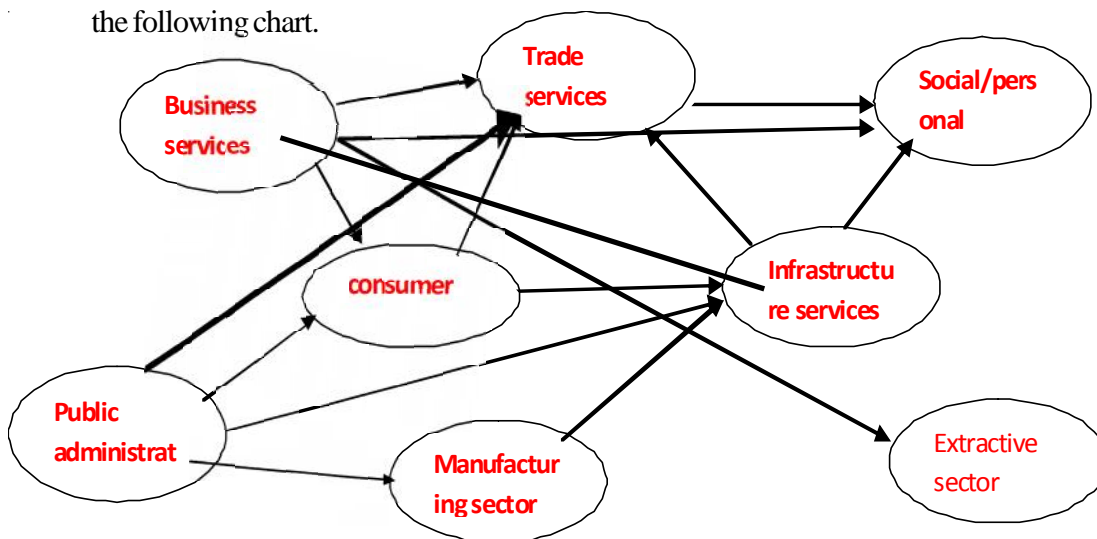 the following chart.
Trade
services
Social/pers
onal
Business
services
consumer
Infrastructu
re services
Public
administrat
Manufactur
ing sector
Extractive
sector